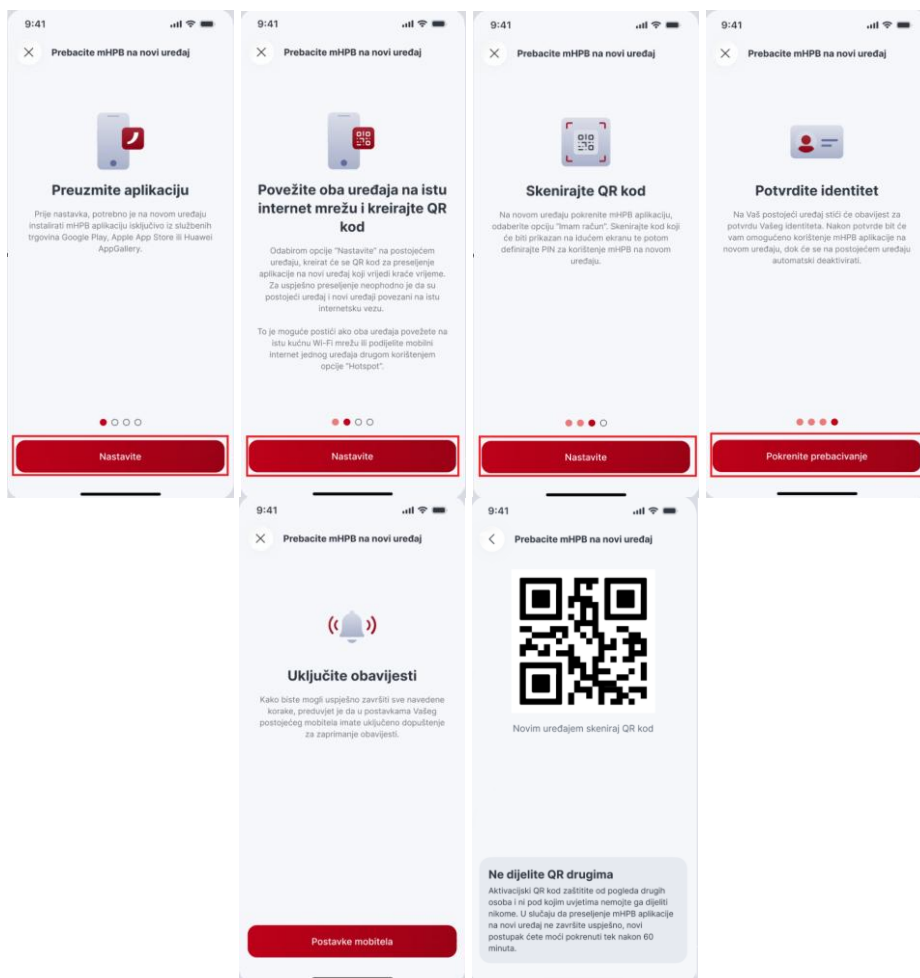 9:41
Prebacite mHPB na novi uređaj
Preuzmite aplikaciju
Prije nastavka, potrebno je na novom uređaju
instalirati mHPB aplikaciju isključivo iz službenih
trgovina Google Play, Apple App Store ili Huawei
AppGallery.
Nastavite
9:41
Prebacite mHPB na novi uređaj
Povežite oba uređaja na istu
internet mrežu i kreirajte QR
kod
Odabirom opcije "Nastavite" na postojećem
uređaju, kreirat će se QR kod za preseljenje
aplikacije na novi uređaj koji vrijedi kraće vrijeme.
Za uspješno preseljenje neophodno je da su
postojeći uređaj i novi uređaji povezani na istu
internetsku vezu.
To je moguće postići ako oba uređaja povežete na
istu kućnu Wi-Fi mrežu ili podijelite mobilni
internet jednog uređaja drugom korištenjem
opcije "Hotspot".
Nastavite
9:41
Prebacite mHPB na novi uređaj
Skenirajte QR kod
Na novom uređaju pokrenite mHPB aplikaciju,
odaberite opciju "Imam račun". Skenirajte kod koji
će biti prikazan na idućem ekranu te potom
definirajte PIN za korištenje mHPB na novom
uređaju.
Nastavite
9:41
Prebacite mHPB na novi uređaj
Potvrdite identitet
Na Vaš postojeći uređaj stići će obavijest za
potvrdu Vašeg identiteta. Nakon potvrde bit će
vam omogućeno korištenje mHPB aplikacije na
novom uređaju, dok će se na postojećem uređaju
automatski deaktivirati.
Pokrenite prebacivanje
9:41
Prebacite mHPB na novi uređaj
Uključite obavijesti
Kako biste mogli uspješno završiti sve navedene
korake, preduvjet je da u postavkama Vašeg
postojećeg mobitela imate uključeno dopuštenje
za zaprimanje obavijesti.
Postavke mobitela
9:41
Prebacite mHPB na novi uređaj
Novim uređajem skeniraj QR kod
Ne dijelite QR drugima
Aktivacijski QR kod zaštitite od pogleda drugih
osoba i ni pod kojim uvjetima nemojte ga dijeliti
nikome. U slučaju da preseljenje mHPB aplikacije
na novi uređaj ne završite uspješno, novi
postupak ćete moći pokrenuti tek nakon 60
minuta.